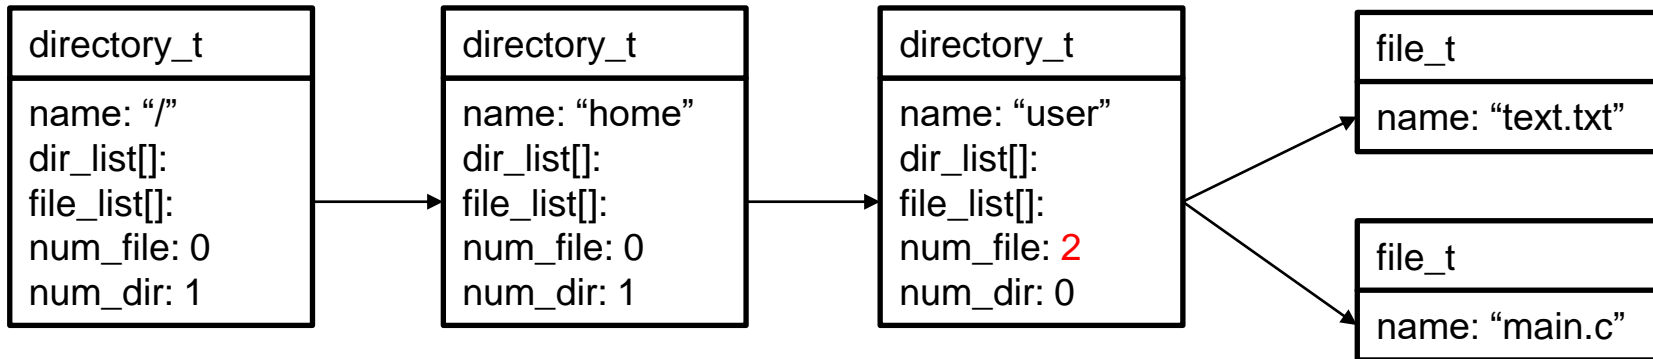 directory_t
name: “/”
dir_list[]:
file_list[]:
num_file: 0
num_dir: 1
directory_t
name: “home”
dir_list[]:
file_list[]:
num_file: 0
num_dir: 1
directory_t
name: “user”
dir_list[]:
file_list[]:
num_file: 2
num_dir: 0
file_t
name: “text.txt”
file_t
name: “main.c”